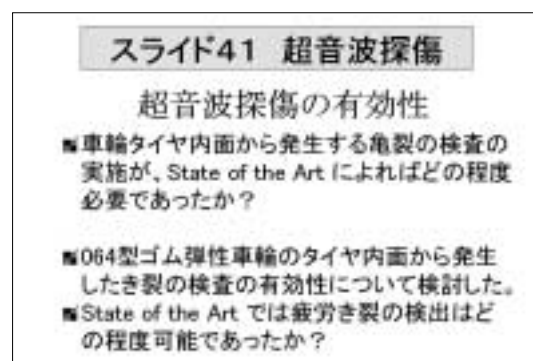 スライド41 超音波探傷
超音波探傷の有効性
車輪タイヤ内面から発生する亀裂の検査の
実施が、State of the Art によればどの程度
必要であったか？
064型ゴム弾性車輪のタイヤ内面から発生
したき裂の検査の有効性について検討した。
State of the Art では疲労き裂の検出はど
の程度可能であったか？